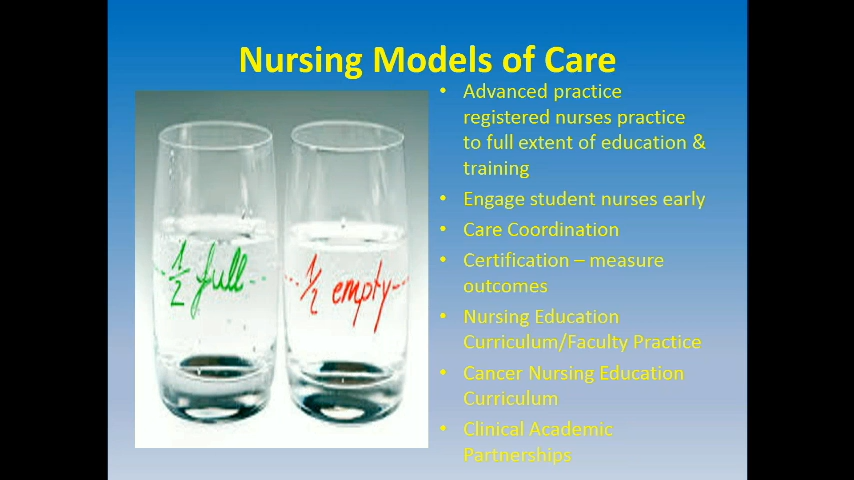 Nursing Models of Care
½ full
½ empty
• Advanced practice
registered nurses practice
to full extent of education &
training
• Engage student nurses early
• Care Coordination
• Certification – measure
outcomes
• Nursing Education
Curriculum/Faculty Practice
• Cancer Nursing Education
Curriculum
• Clinical Academic
Partnerships